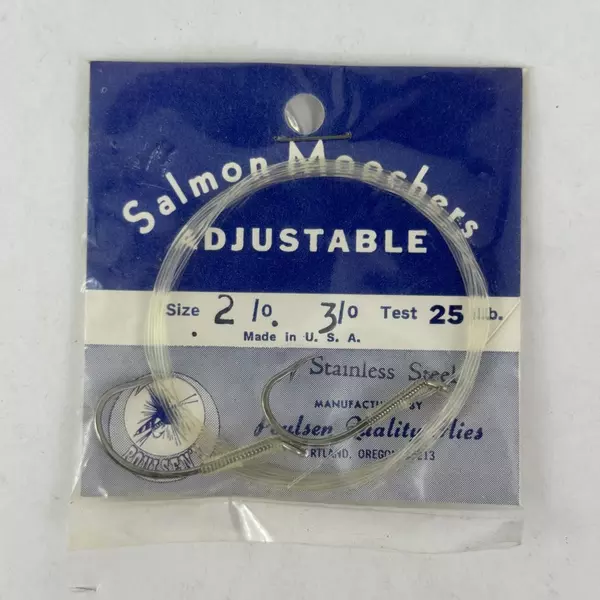 Salmon Moochers
ADJUSTABLE
Size 2/0. 3/0 Test 25 lb.
Made in U. S. A.
Stainless Steel
MANUFACTURED BY
Poulsen Quality Flies
PORTLAND, OREGON
POULSEN